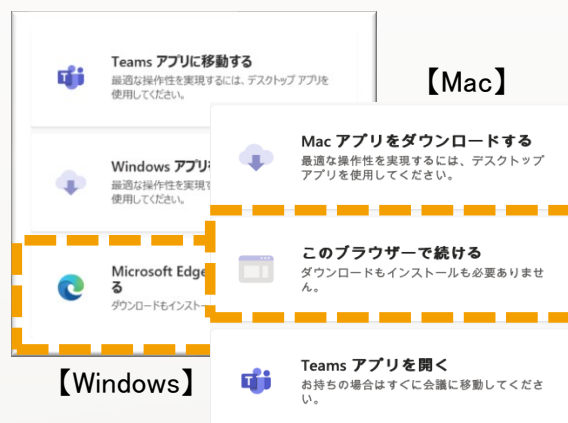 Teams アプリに移動する
最適な操作性を実現するには、デスクトップ アプリを
使用してください。
Windows アプリ
最適な操作性を実現
使用してください。
Microsoft Edge
る
ダウンロードもインスト
【Windows】
【Mac】
Mac アプリをダウンロードする
最適な操作性を実現するには、デスクトップ
アプリを使用してください。
このブラウザーで続ける
ダウンロードもインストールも必要ありませ
ん。
Teams アプリを開く
お持ちの場合はすぐに会議に移動してくださ
い。